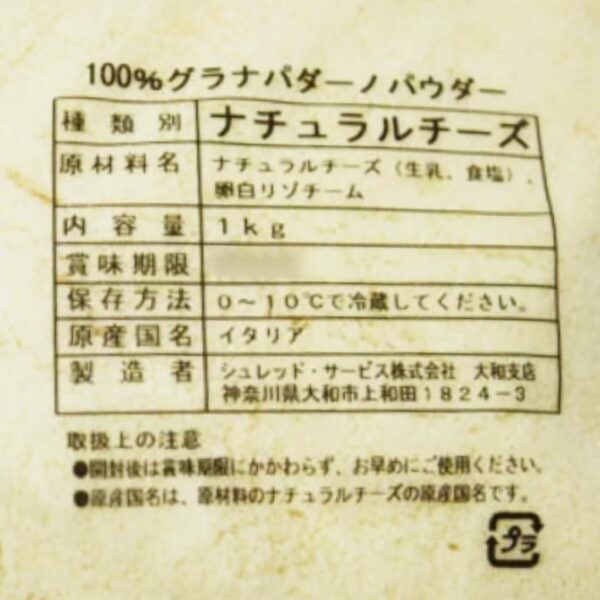 100%グラナパダーノパウダー
種類別 ナチュラルチーズ
原材料名 ナチュラルチーズ（生乳、食塩）、
卵白リゾチーム
内容量 1kg
賞味期限
保存方法 0～10℃で冷蔵してください。
原産国名 イタリア
製造者 シュレッド・サービス株式会社 大和支店
神奈川県大和市上和田1824-3
取扱上の注意
●開封後は賞味期限にかかわらず、お早めにご使用ください。
●原産国名は、原材料のナチュラルチーズの原産国名です。
プラ